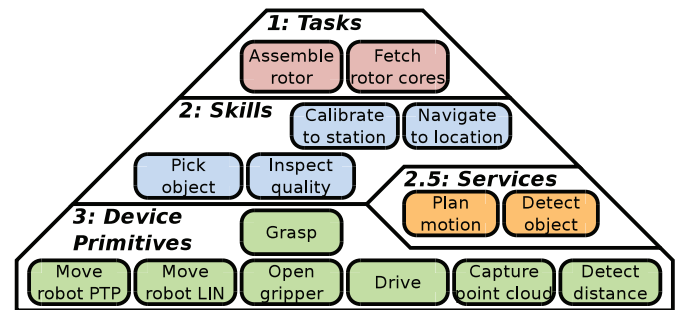 1: Tasks
Assemble
rotor
Fetch
rotor cores
2: Skills
Calibrate
to station
Navigate
to location
Pick
object
Inspect
quality
2.5: Services
Plan
motion
Detect
object
3: Device
Primitives
Grasp
Move
robot PTP
Move
robot LIN
Open
gripper
Drive
Capture
point cloud
Detect
distance